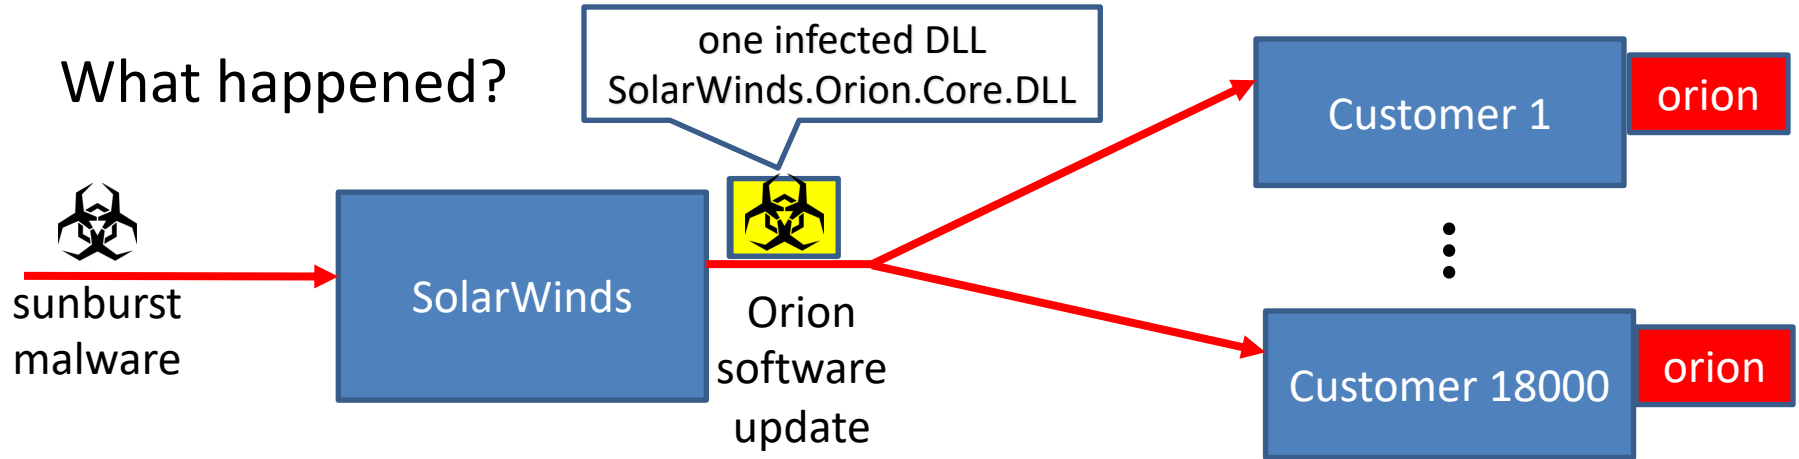 What happened?
one infected DLL
SolarWinds.Orion.Core.DLL
sunburst
malware
SolarWinds
Orion
software
update
Customer 1
orion
Customer 18000
orion